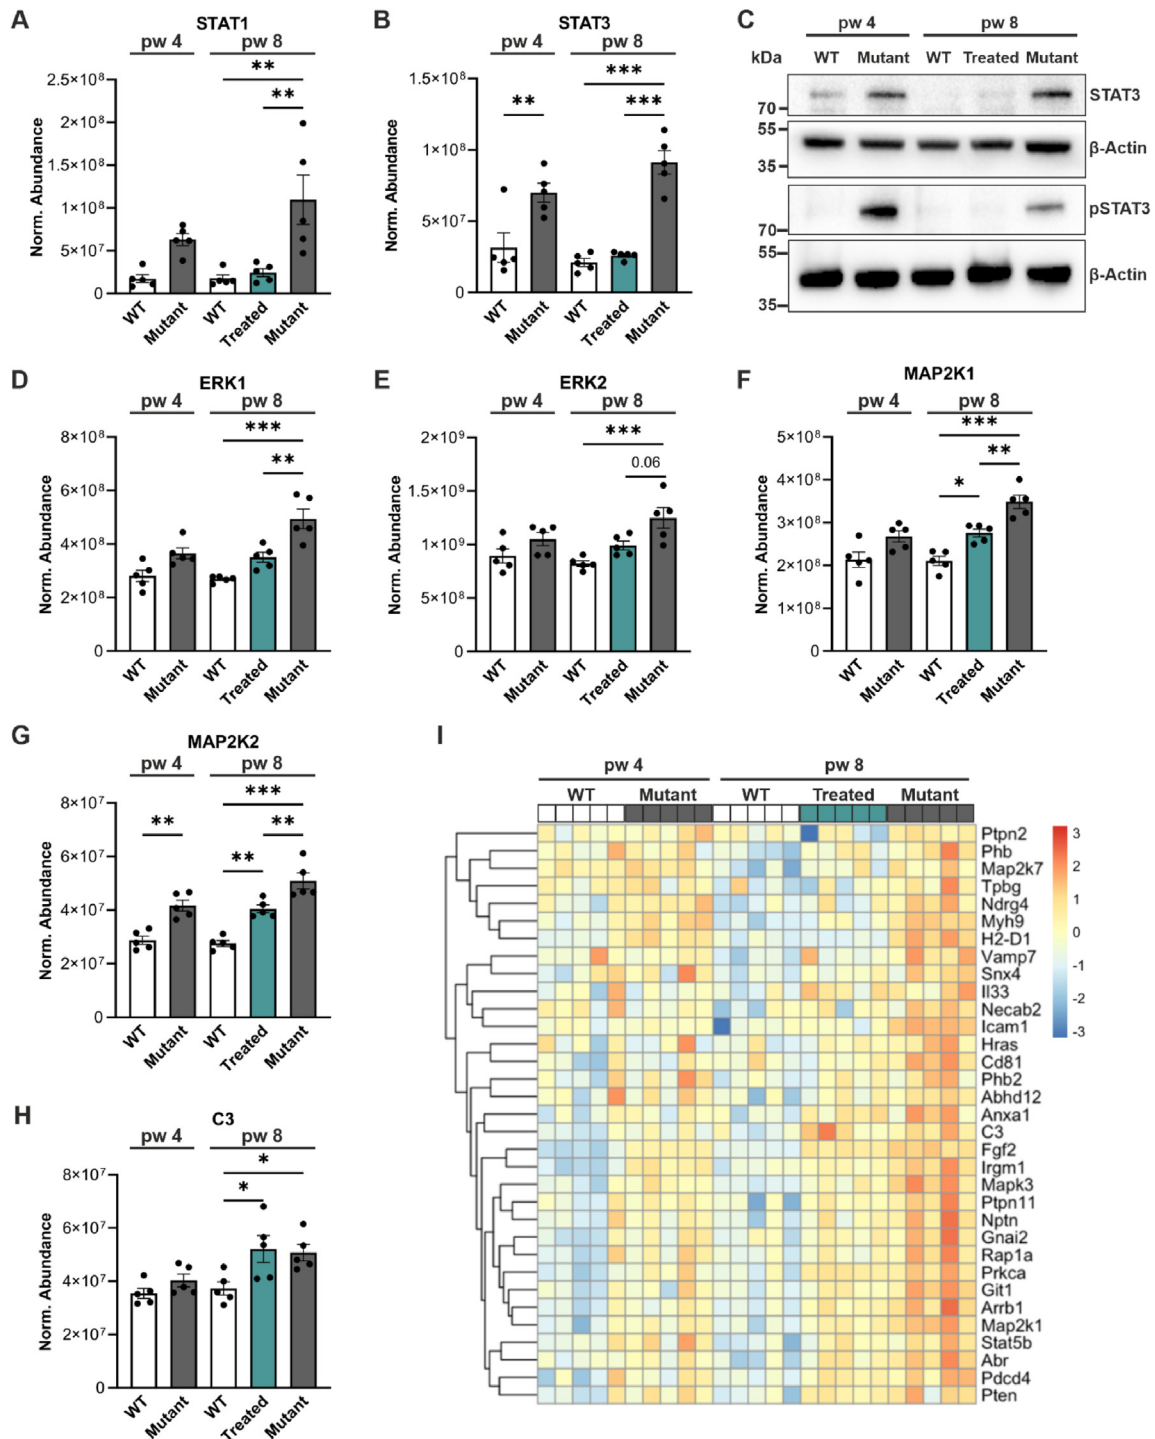 A
STAT1
pw 4
pw 8
**
**
Norm. Abundance
2.5×10⁸
2×10⁸
1.5×10⁸
1×10⁸
5×10⁷
0
WT
Mutant
WT
Treated
Mutant
B
STAT3
pw 4
pw 8
***
**
***
Norm. Abundance
1.5×10⁸
1×10⁸
5×10⁷
0
WT
Mutant
WT
Treated
Mutant
C
pw 4
pw 8
kDa
WT
Mutant
WT
Treated
Mutant
70
STAT3
55
35
β-Actin
70
pSTAT3
55
35
β-Actin
D
ERK1
pw 4
pw 8
***
**
Norm. Abundance
8×10⁸
6×10⁸
4×10⁸
2×10⁸
0
WT
Mutant
WT
Treated
Mutant
E
ERK2
pw 4
pw 8
***
0.06
Norm. Abundance
2×10⁹
1.5×10⁹
1×10⁹
5×10⁸
0
WT
Mutant
WT
Treated
Mutant
F
MAP2K1
pw 4
pw 8
***
**
*
Norm. Abundance
5×10⁸
4×10⁸
3×10⁸
2×10⁸
1×10⁸
0
WT
Mutant
WT
Treated
Mutant
G
MAP2K2
pw 4
pw 8
***
**
**
**
Norm. Abundance
8×10⁷
6×10⁷
4×10⁷
2×10⁷
0
WT
Mutant
WT
Treated
Mutant
H
C3
pw 4
pw 8
*
*
Norm. Abundance
8×10⁷
6×10⁷
4×10⁷
2×10⁷
0
WT
Mutant
WT
Treated
Mutant
I
pw 4
pw 8
WT
Mutant
WT
Treated
Mutant
Ptpn2
Phb
Map2k7
Tpbg
Ndrg4
Myh9
H2-D1
Vamp7
Snx4
Il33
Necab2
Icam1
Hras
Cd81
Phb2
Abhd12
Anxa1
C3
Fgf2
Irgm1
Mapk3
Ptpn11
Nptn
Gnai2
Rap1a
Prkca
Git1
Arrb1
Map2k1
Stat5b
Abr
Pdcd4
Pten
3
2
1
0
-1
-2
-3